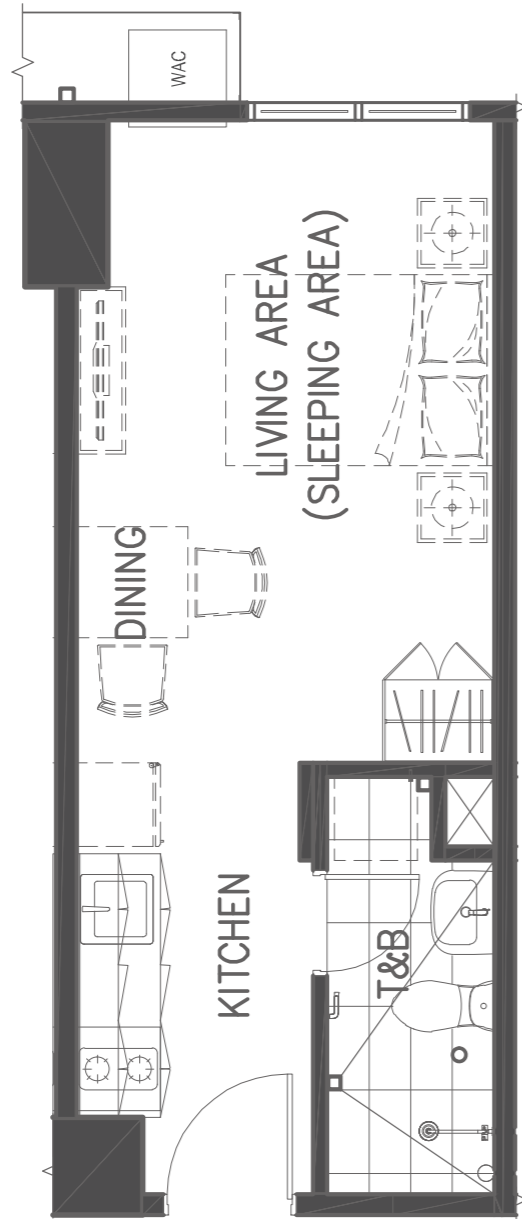 WAC
LIVING AREA
(SLEEPING AREA)
DINING
KITCHEN
T&B